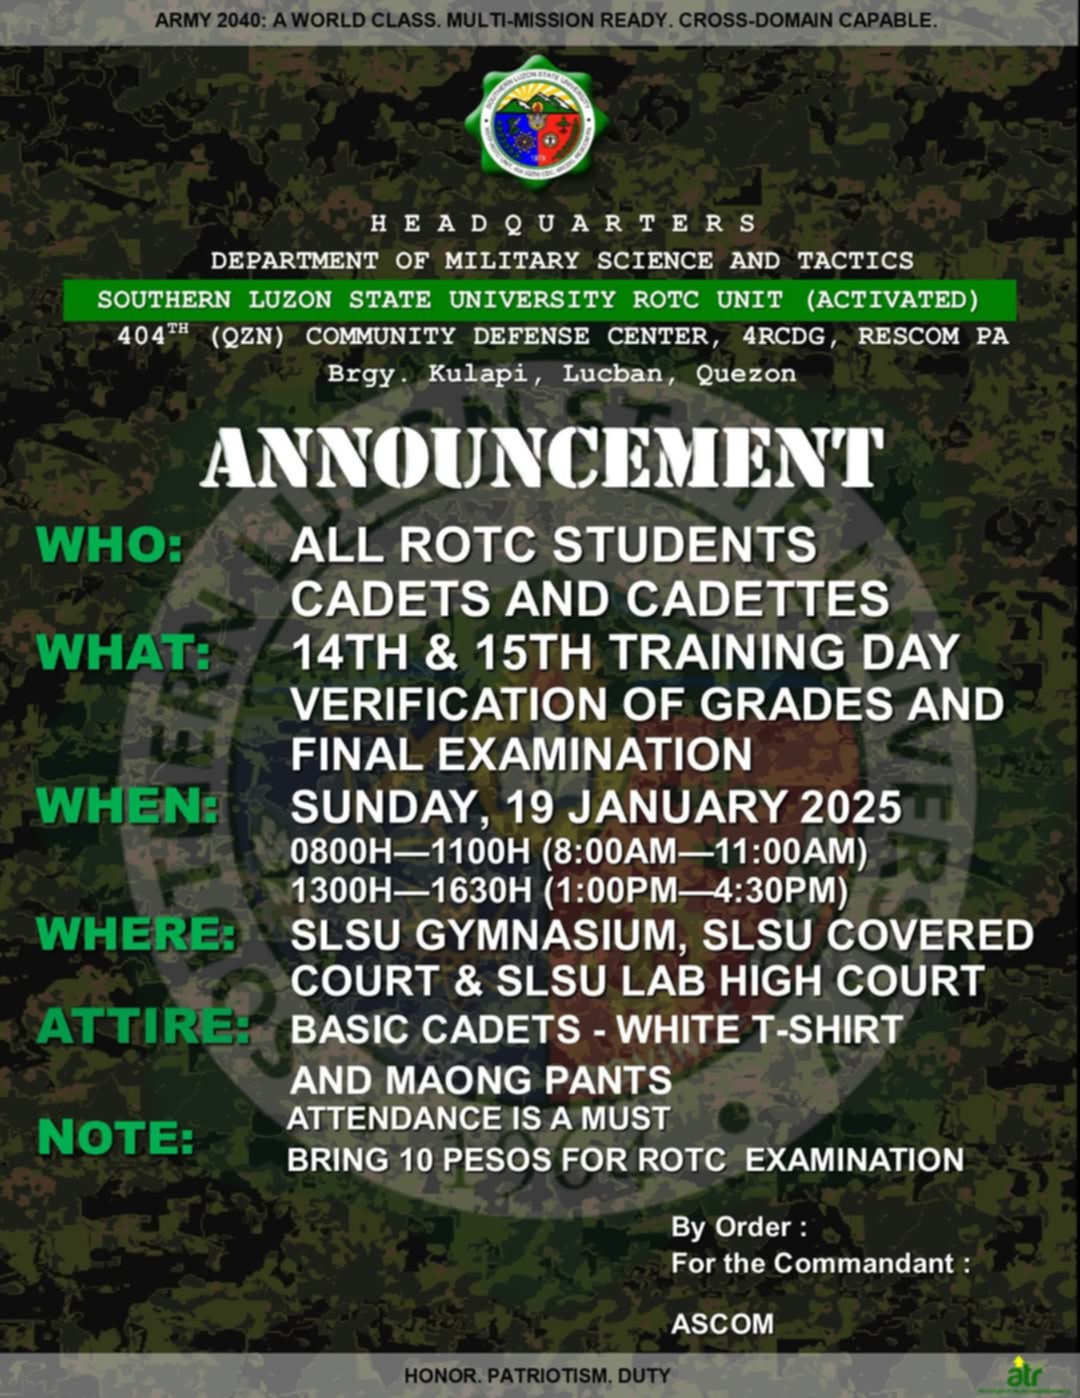 ARMY 2040: A WORLD CLASS. MULTI-MISSION READY. CROSS-DOMAIN CAPABLE.
SOUTHERN LUZON STATE UNIVERSITY
HEADQUARTERS
DEPARTMENT OF MILITARY SCIENCE AND TACTICS
SOUTHERN LUZON STATE UNIVERSITY ROTC UNIT (ACTIVATED)
404TH (QZN) COMMUNITY DEFENSE CENTER, 4RCDG, RESCOM PA
Brgy. Kulapi, Lucban, Quezon
ANNOUNCEMENT
WHO: ALL ROTC STUDENTS
CADETS AND CADETTES
WHAT: 14TH & 15TH TRAINING DAY
VERIFICATION OF GRADES AND
FINAL EXAMINATION
WHEN: SUNDAY, 19 JANUARY 2025
0800H—1100H (8:00AM—11:00AM)
1300H—1630H (1:00PM—4:30PM)
WHERE: SLSU GYMNASIUM, SLSU COVERED
COURT & SLSU LAB HIGH COURT
ATTIRE: BASIC CADETS - WHITE T-SHIRT
AND MAONG PANTS
NOTE: ATTENDANCE IS A MUST
BRING 10 PESOS FOR ROTC EXAMINATION
By Order :
For the Commandant :
ASCOM
HONOR. PATRIOTISM. DUTY
atr